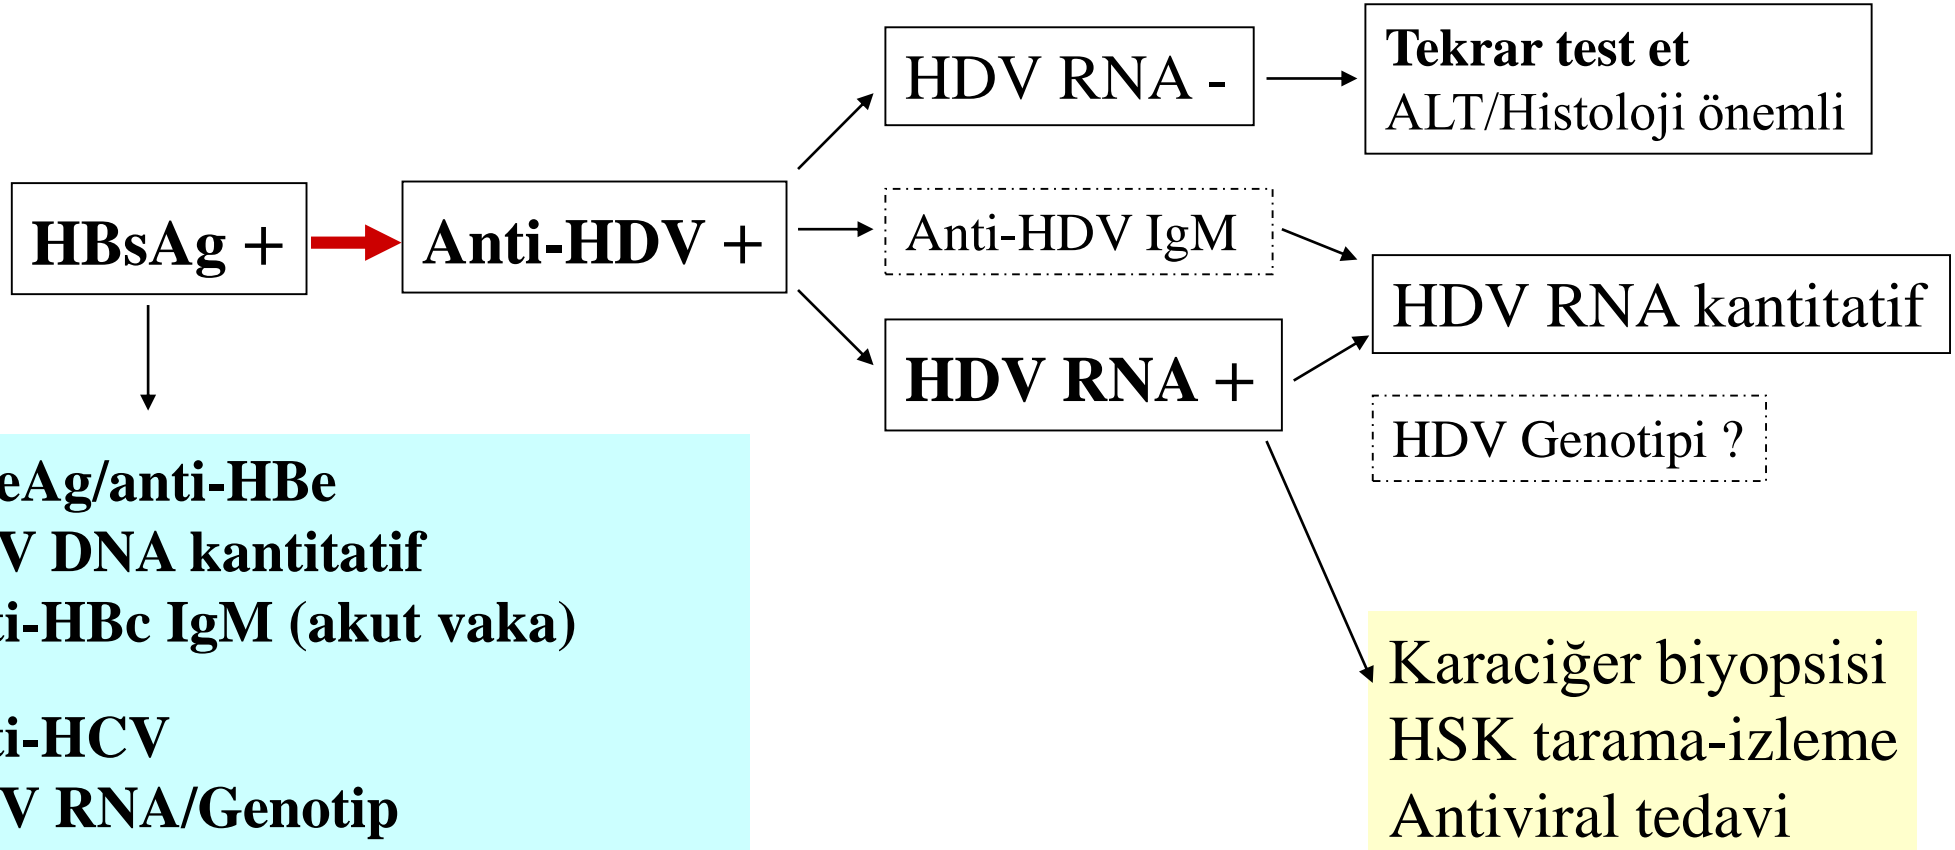 HDV RNA -
Tekrar test et
ALT/Histoloji önemli
HBsAg +
Anti-HDV +
Anti-HDV IgM
HDV RNA kantitatif
HDV RNA +
HDV Genotipi ?
eAg/anti-HBe
V DNA kantitatif
ti-HBc IgM (akut vaka)
ti-HCV
V RNA/Genotip
Karaciğer biyopsisi
HSK tarama-izleme
Antiviral tedavi